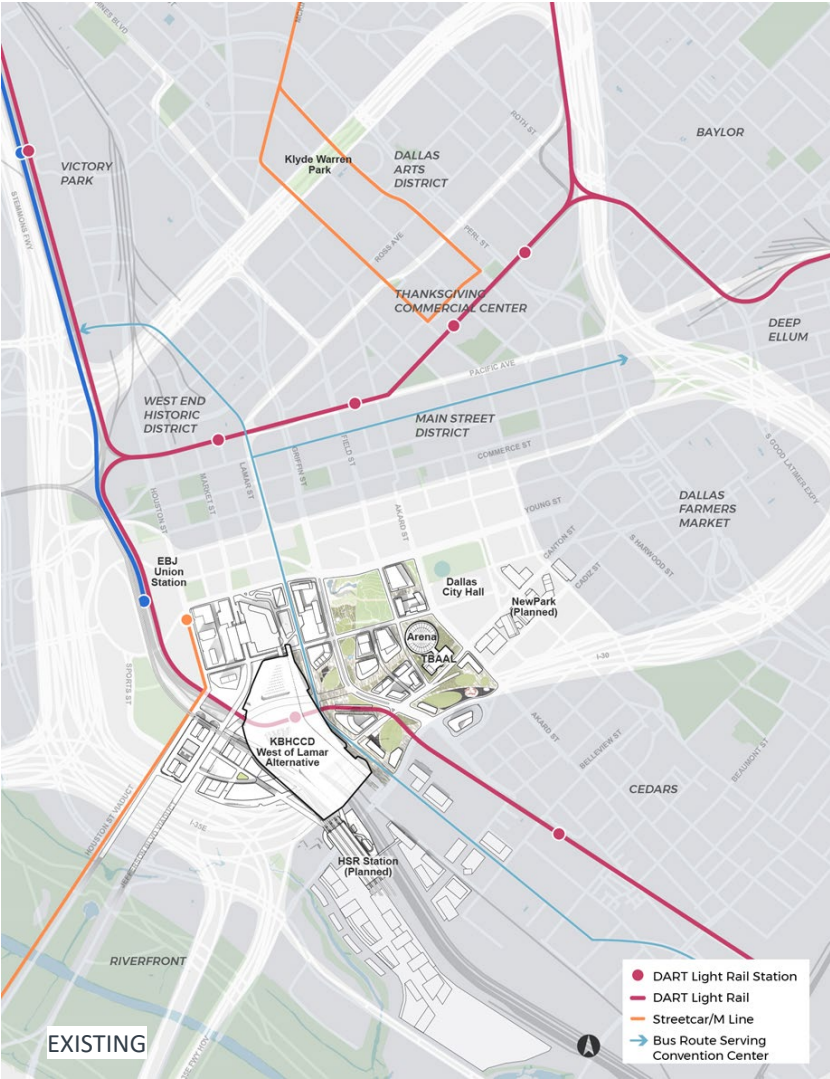 ROTH ST
BAYLOR
Klyde Warren
Park
DALLAS
ARTS
DISTRICT
VICTORY
PARK
STEMMONS FWY
ROSS AVE
PERL ST
THANKSGIVING
COMMERCIAL CENTER
DEEP
ELLUM
PACIFIC AVE
WEST END
HISTORIC
DISTRICT
MAIN STREET
DISTRICT
FIELD ST
GRIFFIN ST
LAMAR ST
MARKET ST
HOUSTON ST
COMMERCE ST
S GOOD LATIMER EXPY
AKARD ST
YOUNG ST
DALLAS
FARMERS
MARKET
CANTON ST
CADIZ ST
S HARWOOD ST
EBJ
Union
Station
Dallas
City Hall
NewPark
(Planned)
Arena
TBAAL
I-30
SPORTS ST
KBHCCD
West of Lamar
Alternative
AKARD ST
BELLEVIEW ST
BEAUMONT ST
CEDARS
HOUSTON ST VIADUCT
JEFFERSON BLVD VIADUCT
I-35E
HSR Station
(Planned)
RIVERFRONT
EXISTING
DART Light Rail Station
DART Light Rail
Streetcar/M Line
Bus Route Serving
Convention Center